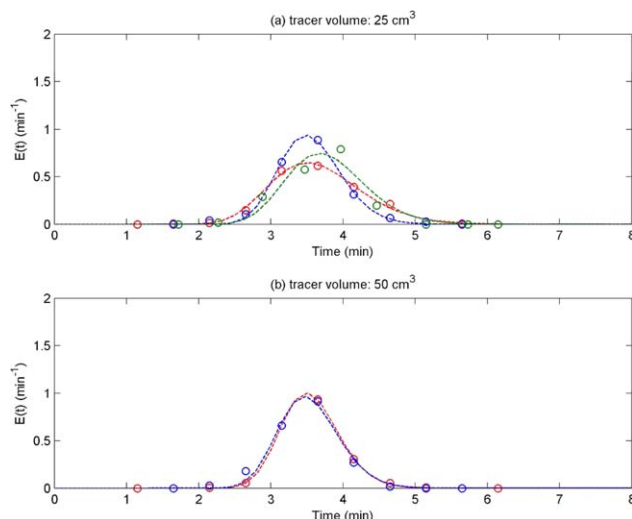 (a) tracer volume: 25 cm³
2
1.5
1
0.5
0
E(t) (min⁻¹)
0 1 2 3 4 5 6 7 8
Time (min)
(b) tracer volume: 50 cm³
2
1.5
1
0.5
0
E(t) (min⁻¹)
0 1 2 3 4 5 6 7 8
Time (min)